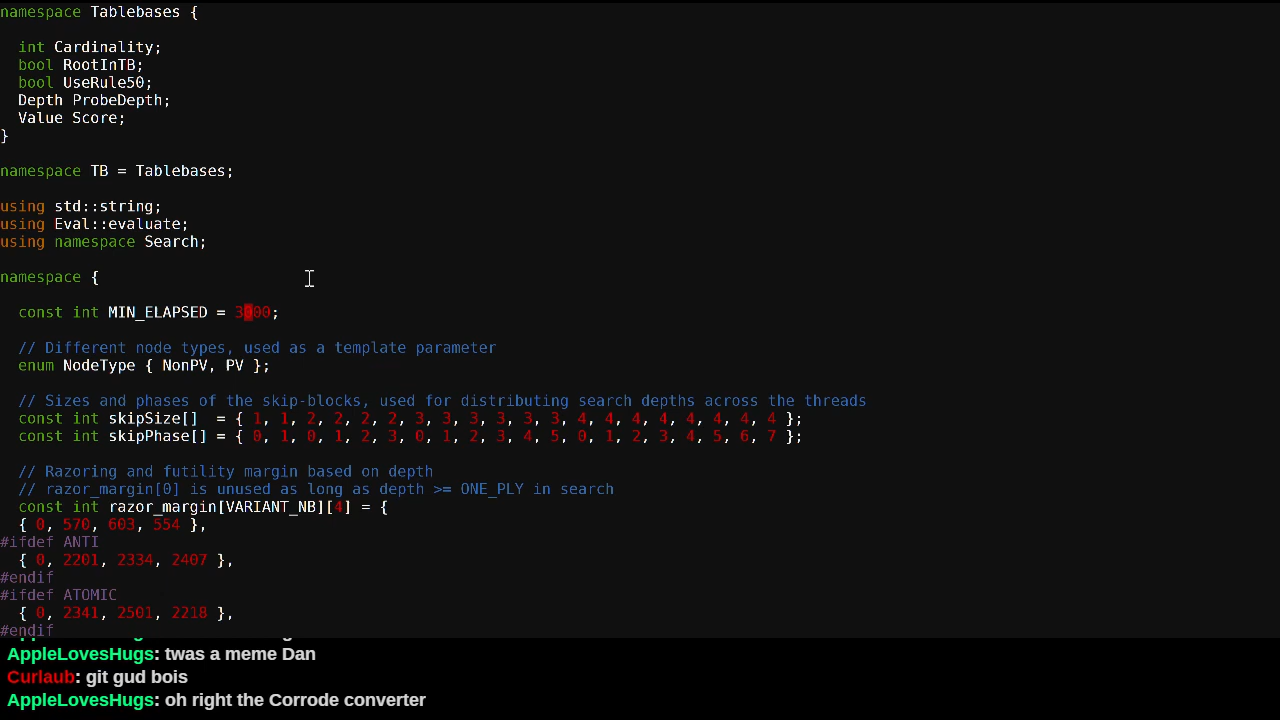 namespace Tablebases {
int Cardinality;
bool RootInTB;
bool UseRule50;
Depth ProbeDepth;
Value Score;
}
namespace TB = Tablebases;
using std::string;
using Eval::evaluate;
using namespace Search;
namespace {
const int MIN_ELAPSED = 3000;
// Different node types, used as a template parameter
enum NodeType { NonPV, PV };
// Sizes and phases of the skip-blocks, used for distributing search depths across the threads
const int skipSize[]  = { 1, 1, 2, 2, 2, 2, 3, 3, 3, 3, 3, 3, 4, 4, 4, 4, 4, 4, 4, 4 };
const int skipPhase[] = { 0, 1, 0, 1, 2, 3, 0, 1, 2, 3, 4, 5, 0, 1, 2, 3, 4, 5, 6, 7 };
// Razoring and futility margin based on depth
// razor_margin[0] is unused as long as depth >= ONE_PLY in search
const int razor_margin[VARIANT_NB][4] = {
{ 0, 570, 603, 554 },
#ifdef ANTI
{ 0, 2201, 2334, 2407 },
#endif
#ifdef ATOMIC
{ 0, 2341, 2501, 2218 },
#endif
AppleLovesHugs: twas a meme Dan
Curlaub: git gud bois
AppleLovesHugs: oh right the Corrode converter